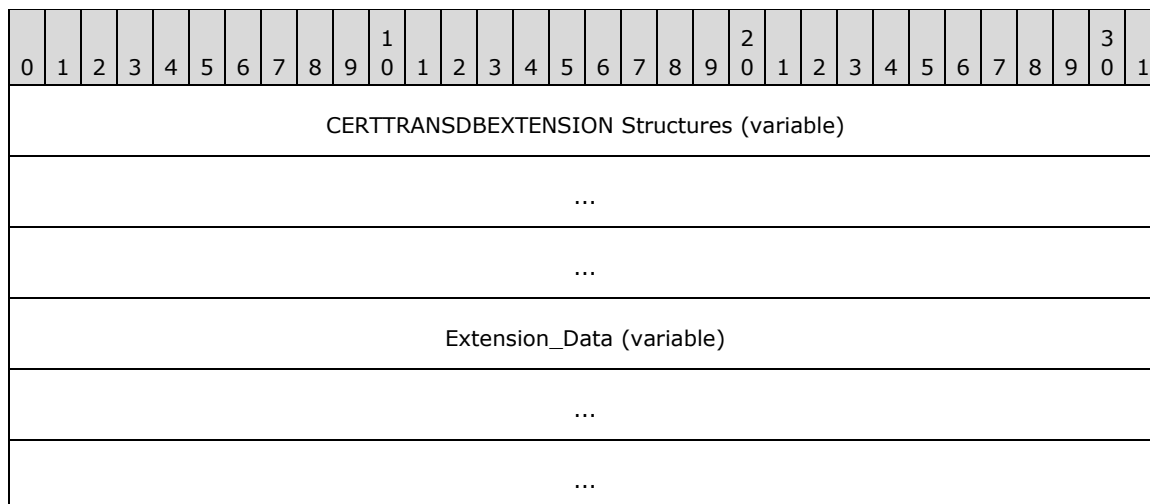 1 2 3
0 1 2 3 4 5 6 7 8 9 0 1 2 3 4 5 6 7 8 9 0 1 2 3 4 5 6 7 8 9 0 1
CERTTRANSDBEXTENSION Structures (variable)
...
...
Extension_Data (variable)
...
...